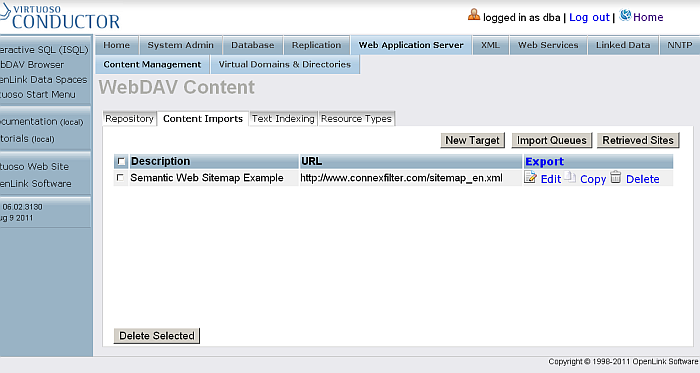 VIRTUOSO
CONDUCTOR
logged in as dba | Log out | Home
eractive SQL (ISQL)
bDAV Browser
enLink Data Spaces
tuoso Start Menu
ocumentation (local)
torials (local)
tuoso Web Site
enLink Software
06.02.3130
ug 9 2011
Home System Admin Database Replication Web Application Server XML Web Services Linked Data NNTP
Content Management Virtual Domains & Directories
WebDAV Content
Repository Content Imports Text Indexing Resource Types
New Target Import Queues Retrieved Sites
Description URL Export
Semantic Web Sitemap Example http://www.connexfilter.com/sitemap_en.xml Edit Copy Delete
Delete Selected
Copyright © 1998-2011 OpenLink Software